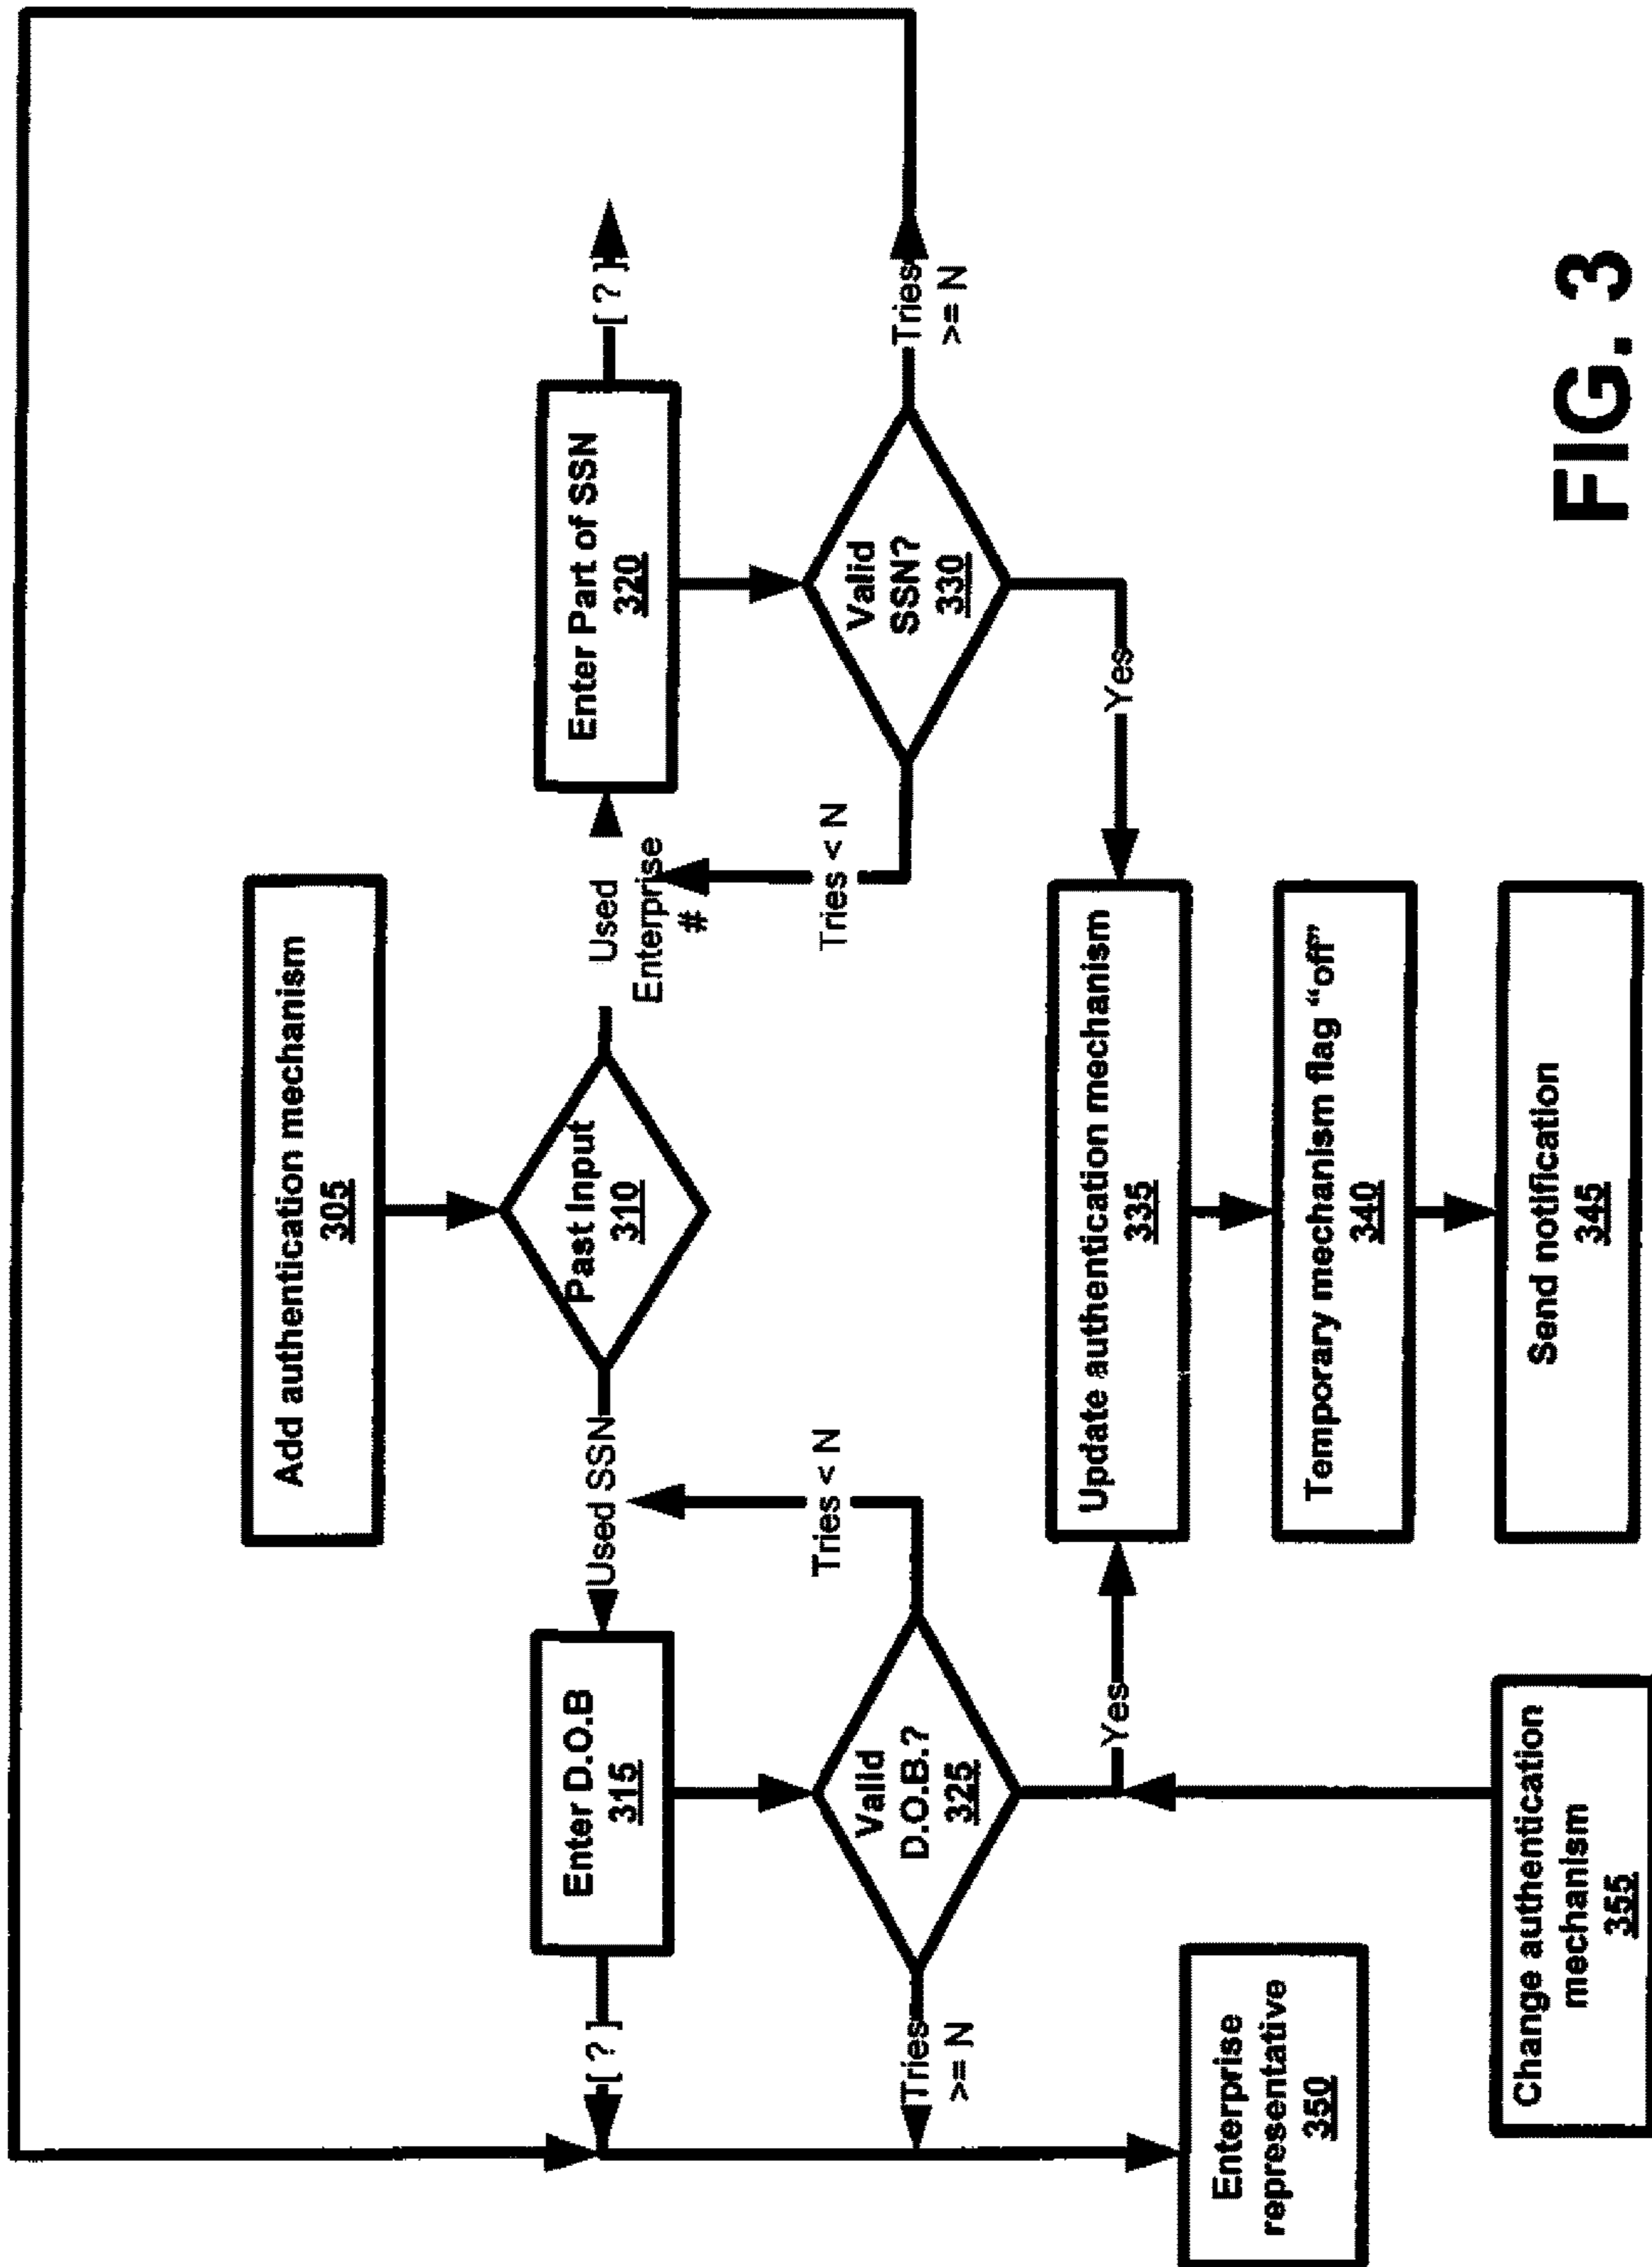 Add authentication mechanism
305
Past Input
310
Used SSN
Used
Enterprise
#
Enter D.O.B
315
[ ? ]
Enter Part of SSN
320
[ ? ]
Tries < N
Tries < N
Valid
D.O.B.?
325
Tries
>= N
Valid
SSN?
330
Tries
>= N
Yes
Yes
Update authentication mechanism
335
Enterprise
representative
350
Temporary mechanism flag “off”
340
Change authentication
mechanism
355
Send notification
345
FIG. 3